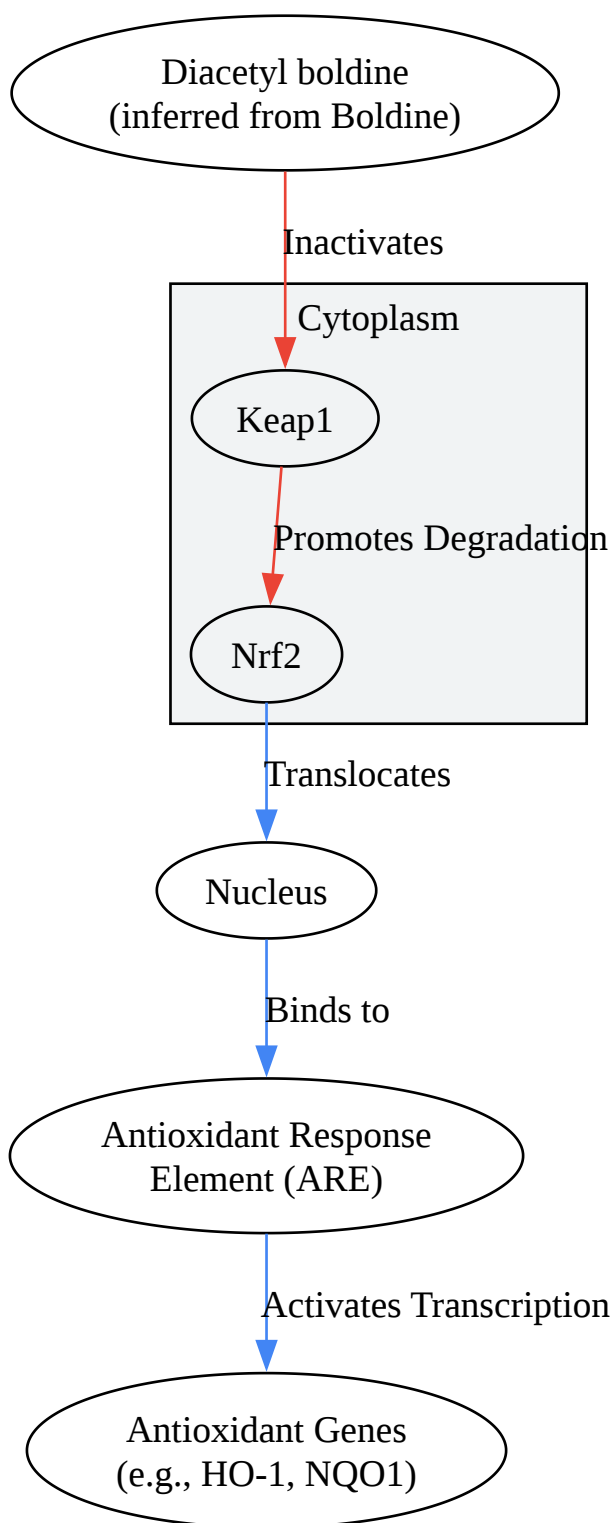 Diacetyl boldine
(inferred from Boldine)
Inactivates
Cytoplasm
Keap1
Promotes Degradation
Nrf2
Translocates
Nucleus
Binds to
Antioxidant Response
Element (ARE)
Activates Transcription
Antioxidant Genes
(e.g., HO-1, NQO1)